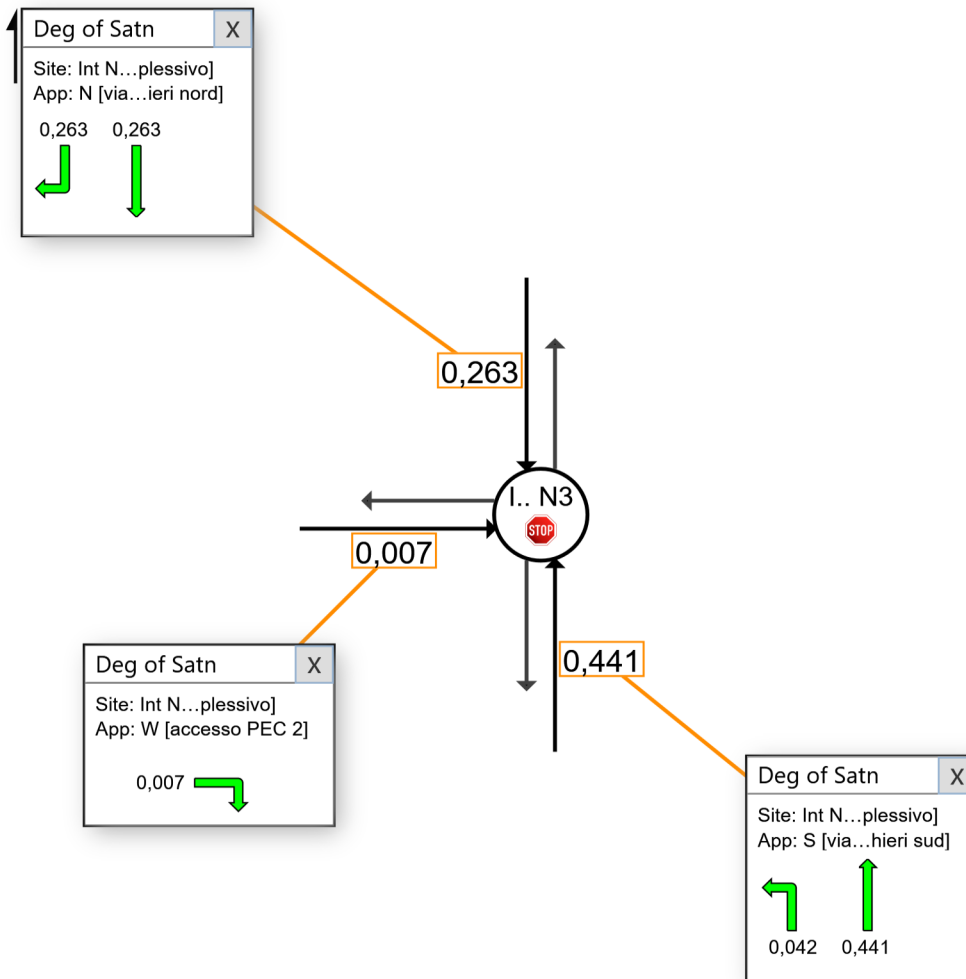 Deg of Satn X
Site: Int N...plessivo]
App: N [via...ieri nord]
0,263 0,263
0,263
I.. N3
STOP
0,007
0,441
Deg of Satn X
Site: Int N...plessivo]
App: W [accesso PEC 2]
0,007
Deg of Satn X
Site: Int N...plessivo]
App: S [via...hieri sud]
0,042 0,441